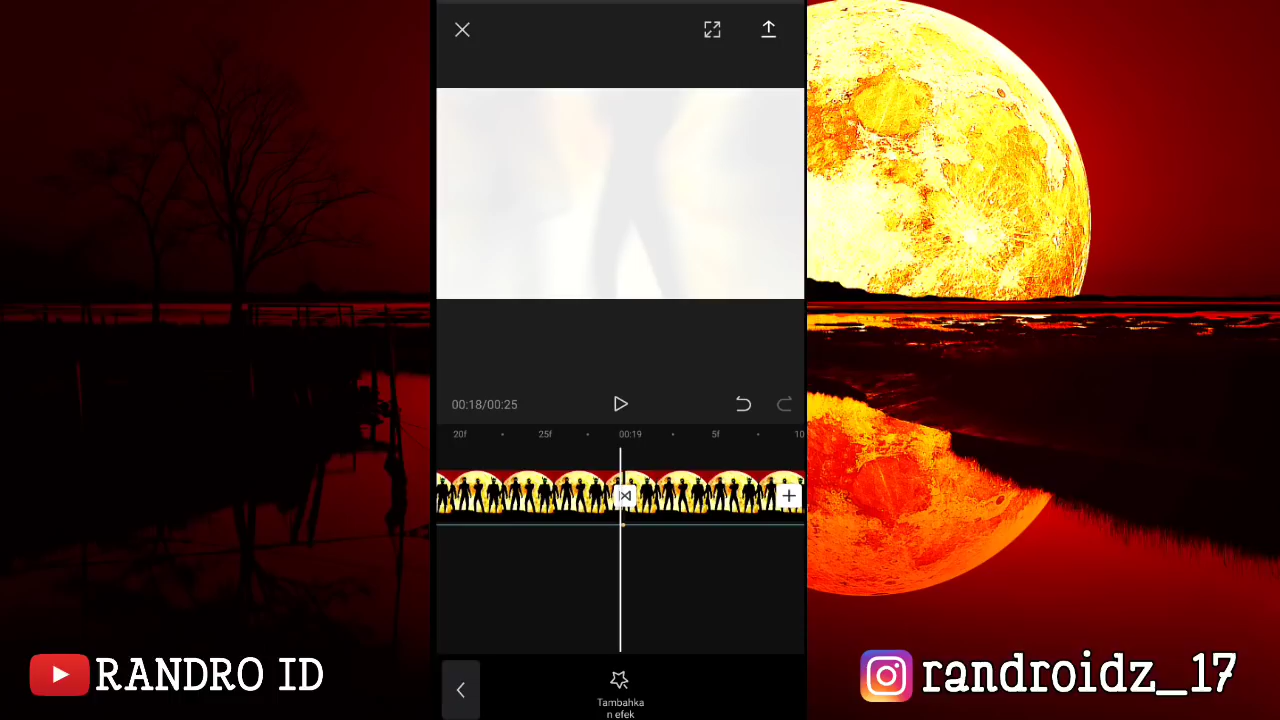 00:18/00:25
20f 25f 00:19 5f 10
Tambahka
n efek
RANDRO ID
randroidz_17